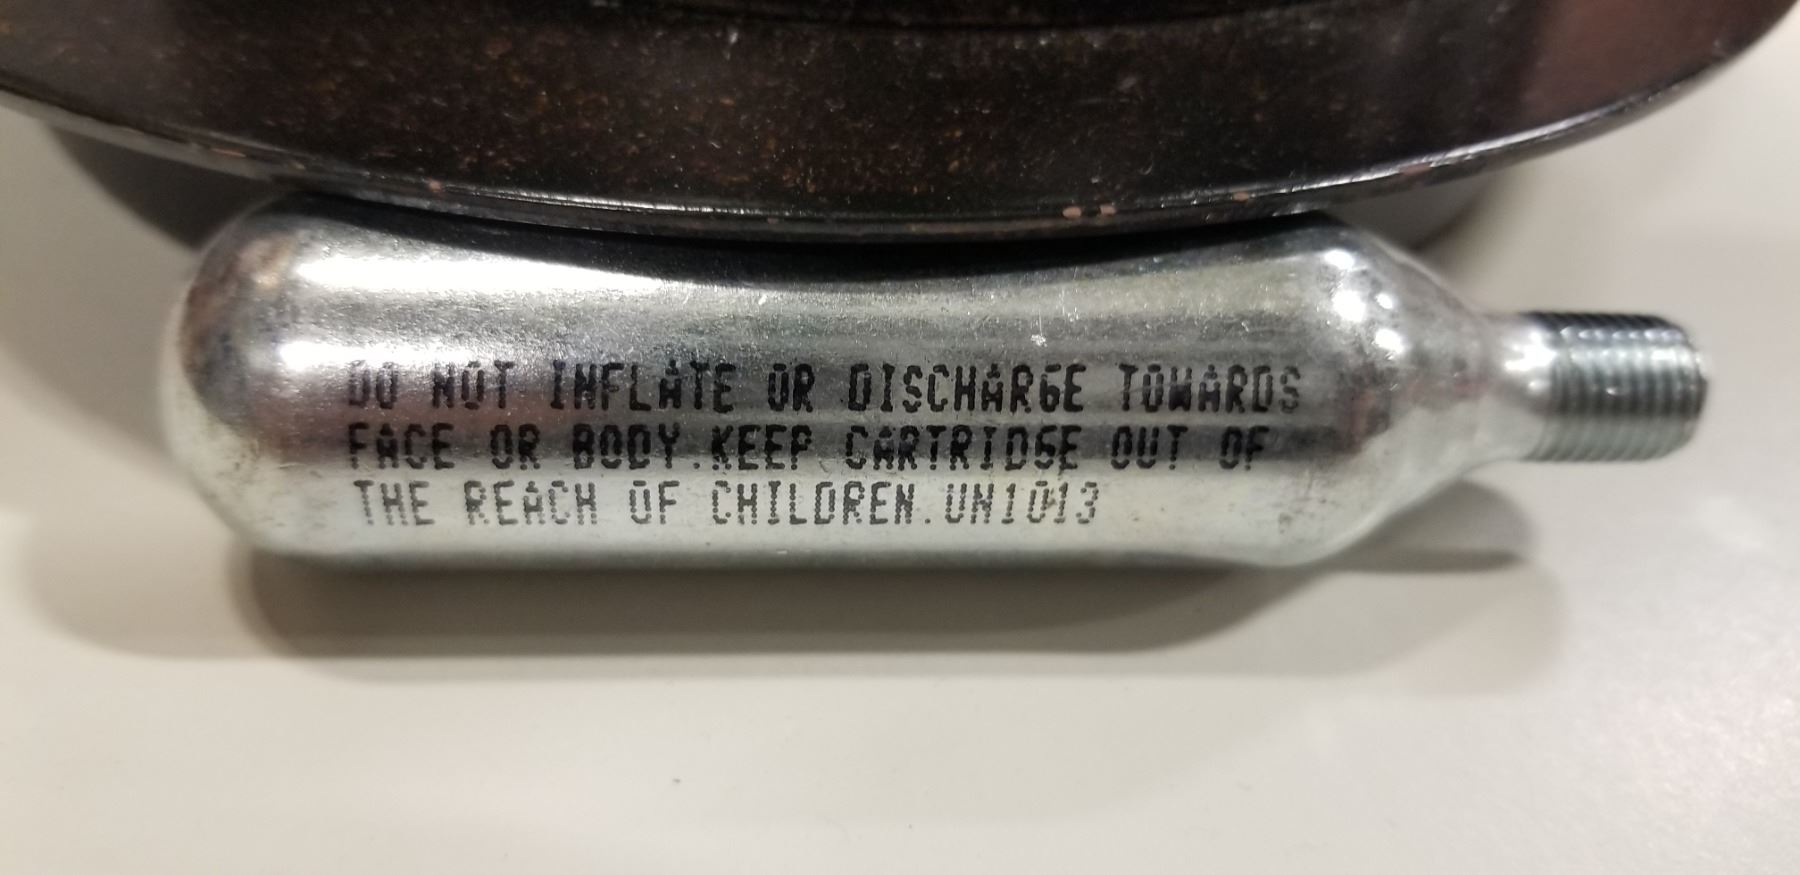 DO NOT INFLATE OR DISCHARGE TOWARDS
FACE OR BODY.KEEP CARTRIDGE OUT OF
THE REACH OF CHILDREN.UN1013